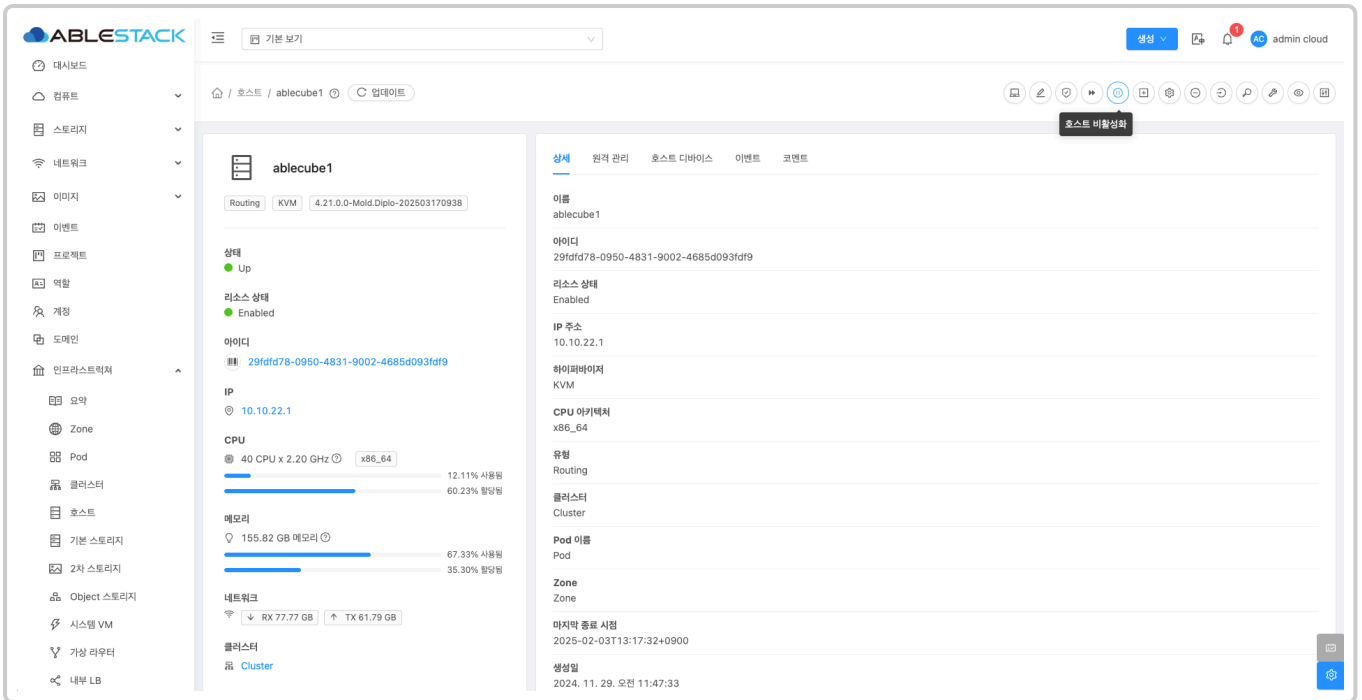 ABLESTACK
기본 보기
생성
1
AC
admin cloud
대시보드
컴퓨트
스토리지
네트워크
이미지
이벤트
프로젝트
역할
계정
도메인
인프라스트럭쳐
요약
Zone
Pod
클러스터
호스트
기본 스토리지
2차 스토리지
Object 스토리지
시스템 VM
가상 라우터
내부 LB
/ 호스트 / ablecube1
업데이트
호스트 비활성화
ablecube1
Routing
KVM
4.21.0.0-Mold.Diplo-202503170938
상태
Up
리소스 상태
Enabled
아이디
29fdfd78-0950-4831-9002-4685d093fdf9
IP
10.10.22.1
CPU
40 CPU x 2.20 GHz
x86_64
12.11% 사용됨
60.23% 할당됨
메모리
155.82 GB 메모리
67.33% 사용됨
35.30% 할당됨
네트워크
RX 77.77 GB
TX 61.79 GB
클러스터
Cluster
상세
원격 관리
호스트 디바이스
이벤트
코멘트
이름
ablecube1
아이디
29fdfd78-0950-4831-9002-4685d093fdf9
리소스 상태
Enabled
IP 주소
10.10.22.1
하이퍼바이저
KVM
CPU 아키텍처
x86_64
유형
Routing
클러스터
Cluster
Pod 이름
Pod
Zone
Zone
마지막 종료 시점
2025-02-03T13:17:32+0900
생성일
2024. 11. 29. 오전 11:47:33